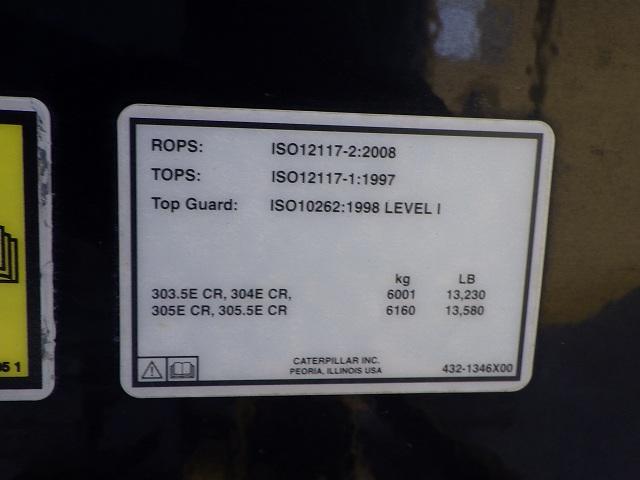 ROPS: ISO12117-2:2008
TOPS: ISO12117-1:1997
Top Guard: ISO10262:1998 LEVEL I
kg LB
303.5E CR, 304E CR, 6001 13,230
305E CR, 305.5E CR 6160 13,580
CATERPILLAR INC.
PEORIA, ILLINOIS USA
432-1346X00